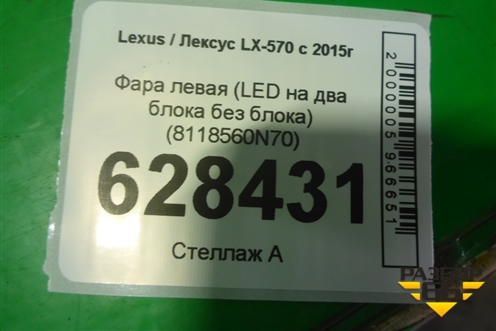 Lexus / Лексус LX-570 с 2015г
Фара левая (LED на два
блока без блока)
(8118560N70)
628431
Стеллаж А
2000005966651